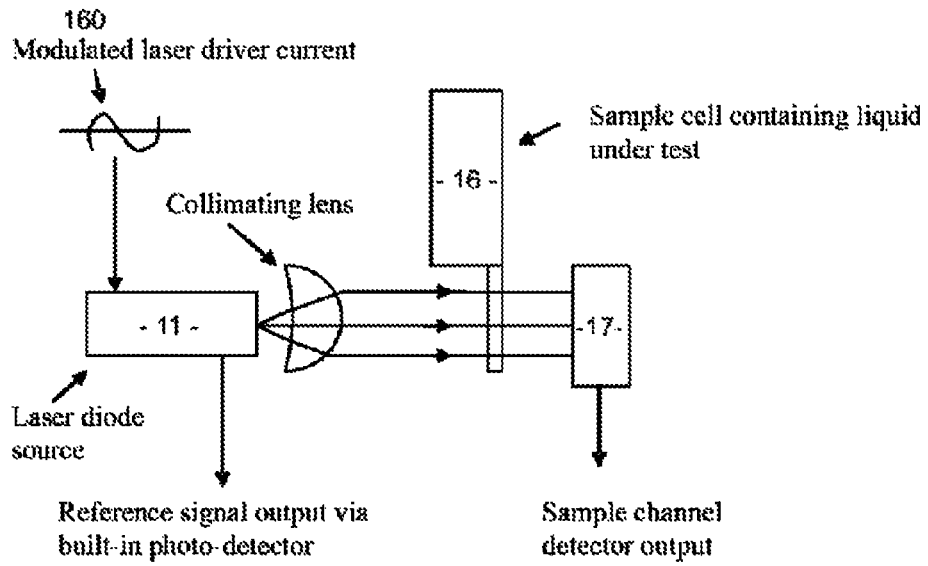 160
Modulated laser driver current
Sample cell containing liquid
under test
- 16 -
Collimating lens
- 11 -
-17-
Laser diode
source
Reference signal output via
built-in photo-detector
Sample channel
detector output